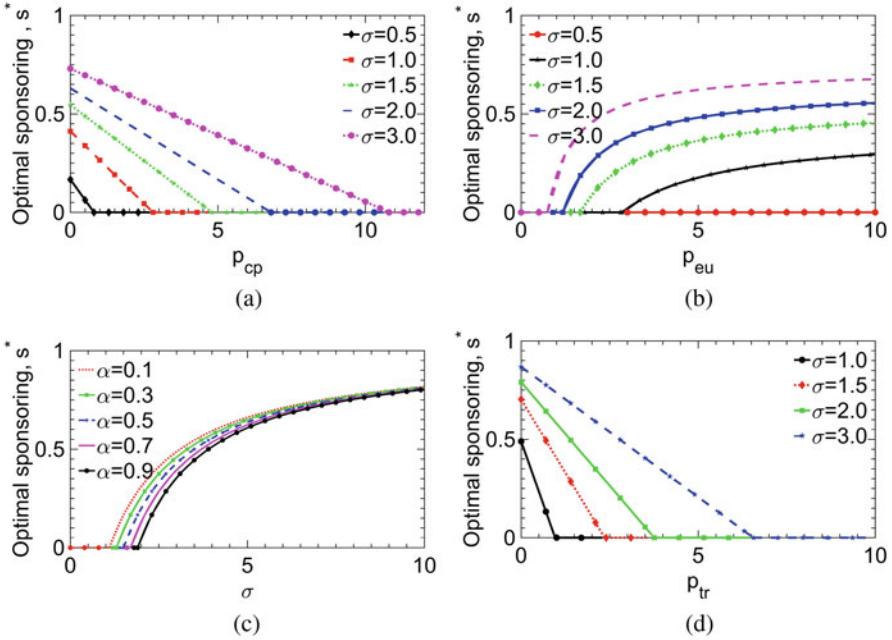 Optimal sponsoring , s*
1
0.5
0
0
5
10
p_cp
σ=0.5
σ=1.0
σ=1.5
σ=2.0
σ=3.0
(a)
Optimal sponsoring, s*
1
0.5
0
0
5
10
p_eu
σ=0.5
σ=1.0
σ=1.5
σ=2.0
σ=3.0
(b)
Optimal sponsoring, s*
1
0.5
0
0
5
10
σ
α=0.1
α=0.3
α=0.5
α=0.7
α=0.9
(c)
Optimal sponsoring, s*
1
0.5
0
0
5
10
p_tr
σ=1.0
σ=1.5
σ=2.0
σ=3.0
(d)